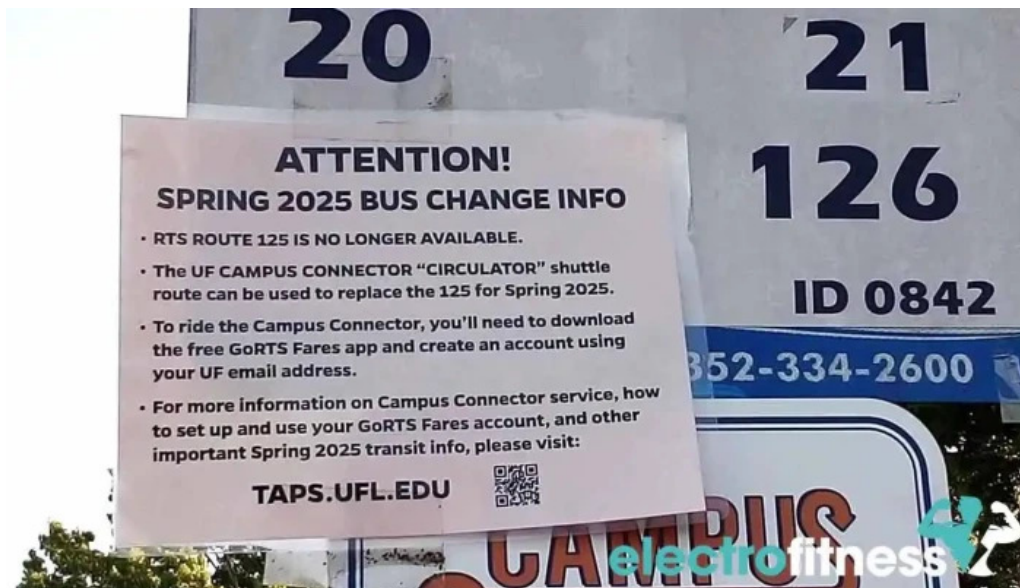 20
21
126
ID 0842
352-334-2600
ATTENTION!
SPRING 2025 BUS CHANGE INFO
• RTS ROUTE 125 IS NO LONGER AVAILABLE.
• The UF CAMPUS CONNECTOR “CIRCULATOR” shuttle
route can be used to replace the 125 for Spring 2025.
• To ride the Campus Connector, you’ll need to download
the free GoRTS Fares app and create an account using
your UF email address.
• For more information on Campus Connector service, how
to set up and use your GoRTS Fares account, and other
important Spring 2025 transit info, please visit:
TAPS.UFL.EDU
CAMPUS
electrofitness